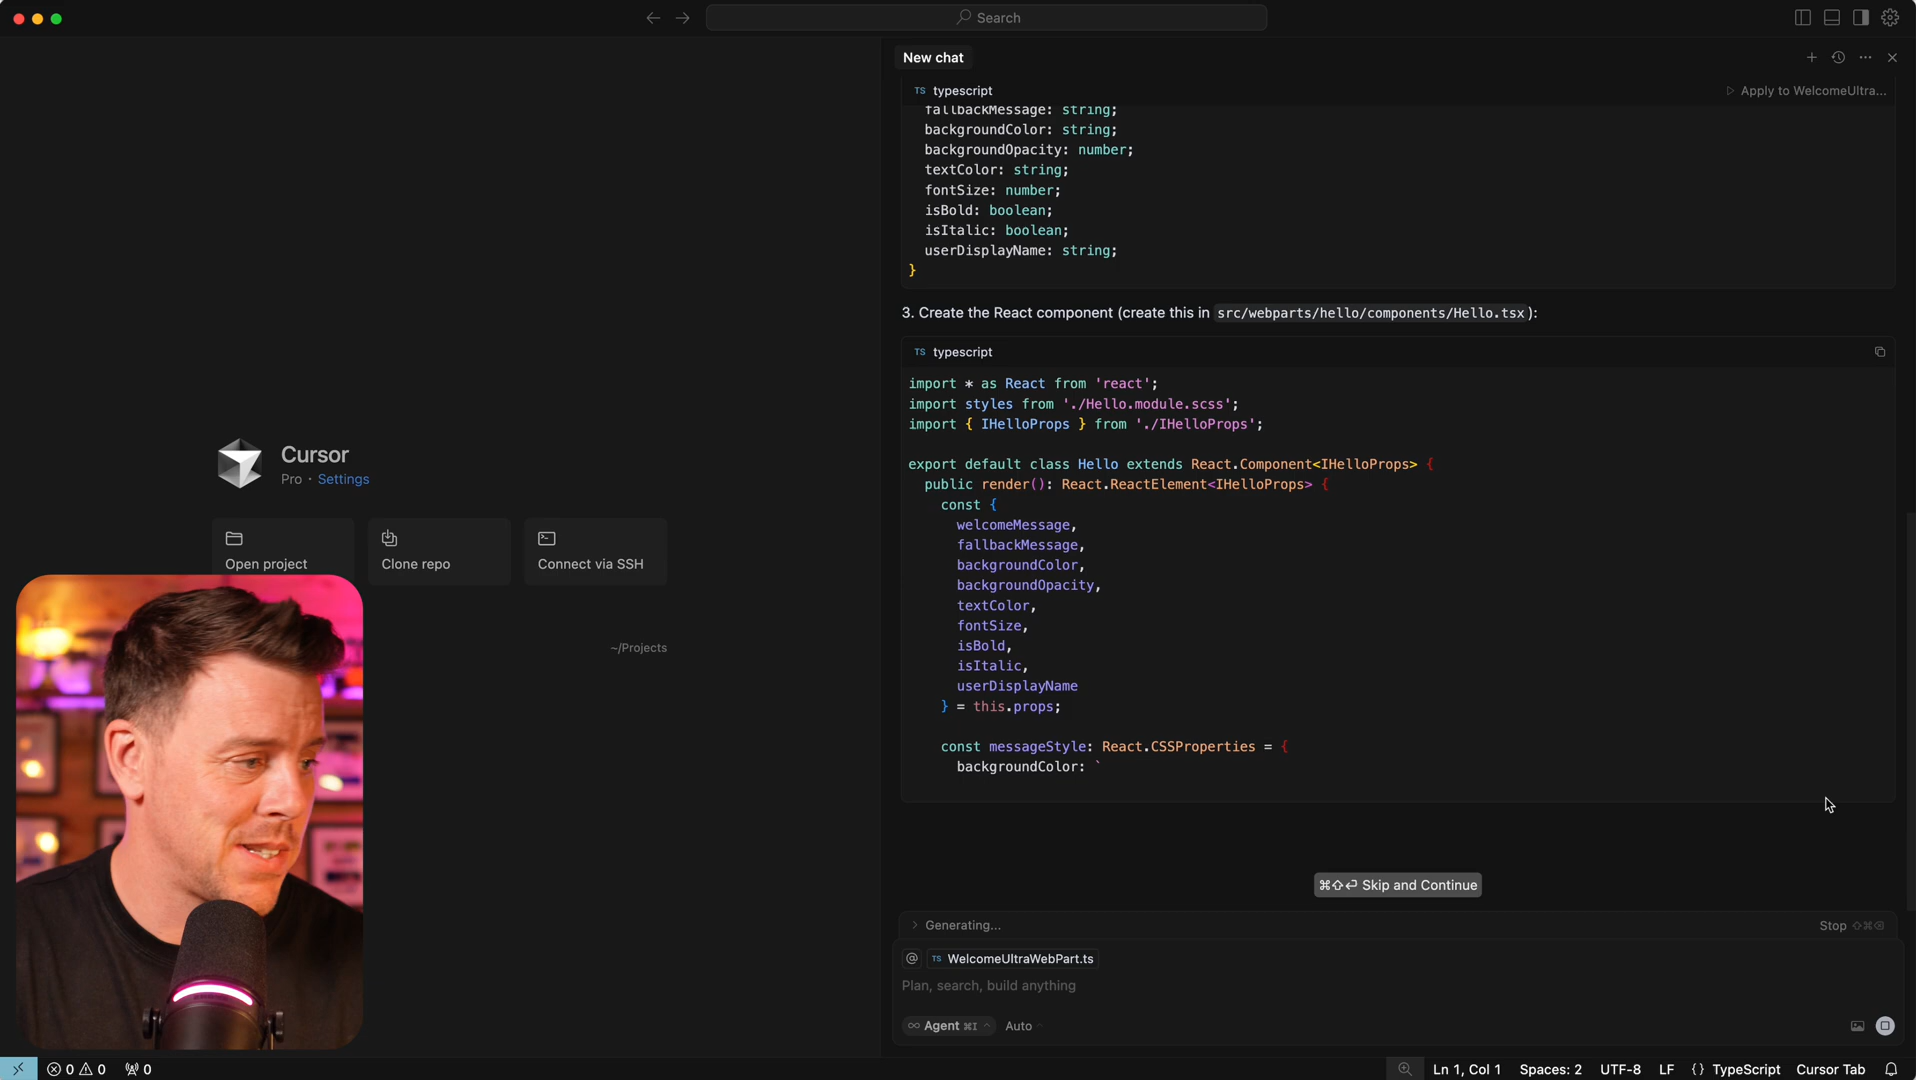 Search
New chat
TS typescript
Apply to WelcomeUltra...
fallbackMessage: string;
backgroundColor: string;
backgroundOpacity: number;
textColor: string;
fontSize: number;
isBold: boolean;
isItalic: boolean;
userDisplayName: string;
}
3. Create the React component (create this in src/webparts/hello/components/Hello.tsx):
TS typescript
import * as React from 'react';
import styles from './Hello.module.scss';
import { IHelloProps } from './IHelloProps';
export default class Hello extends React.Component<IHelloProps> {
public render(): React.ReactElement<IHelloProps> {
const {
welcomeMessage,
fallbackMessage,
backgroundColor,
backgroundOpacity,
textColor,
fontSize,
isBold,
isItalic,
userDisplayName
} = this.props;
const messageStyle: React.CSSProperties = {
backgroundColor: `
⌘⇧⏎ Skip and Continue
Generating...
Stop ⇧⌘⌫
@ TS WelcomeUltraWebPart.ts
Plan, search, build anything
∞ Agent ⌘I
Auto
Cursor
Pro · Settings
Open project
Clone repo
Connect via SSH
~/Projects
0 0 0
Ln 1, Col 1
Spaces: 2
UTF-8
LF
{} TypeScript
Cursor Tab